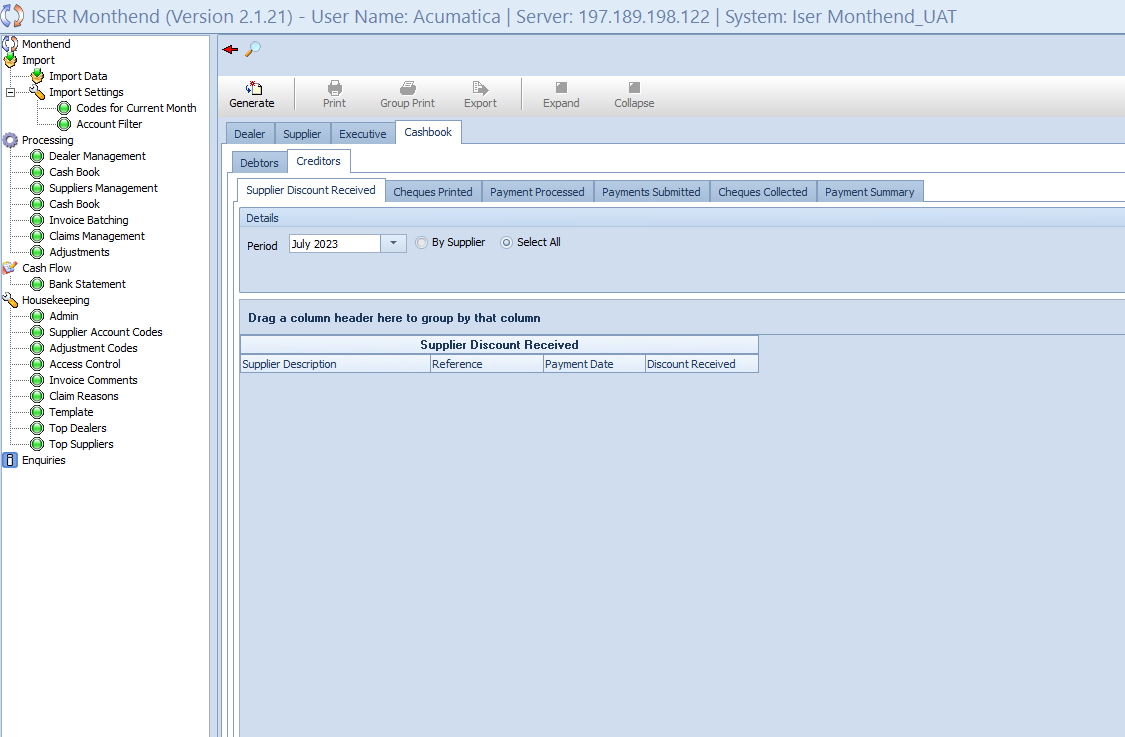 ISER Monthend (Version 2.1.21) - User Name: Acumatica | Server: 197.189.198.122 | System: Iser Monthend_UAT
Monthend
Import
Import Data
Import Settings
Codes for Current Month
Account Filter
Processing
Dealer Management
Cash Book
Suppliers Management
Cash Book
Invoice Batching
Claims Management
Adjustments
Cash Flow
Bank Statement
Housekeeping
Admin
Supplier Account Codes
Adjustment Codes
Access Control
Invoice Comments
Claim Reasons
Template
Top Dealers
Top Suppliers
Enquiries
Generate Print Group Print Export Expand Collapse
Dealer Supplier Executive Cashbook
Debtors Creditors
Supplier Discount Received Cheques Printed Payment Processed Payments Submitted Cheques Collected Payment Summary
Details
Period July 2023 By Supplier Select All
Drag a column header here to group by that column
Supplier Discount Received
Supplier Description Reference Payment Date Discount Received